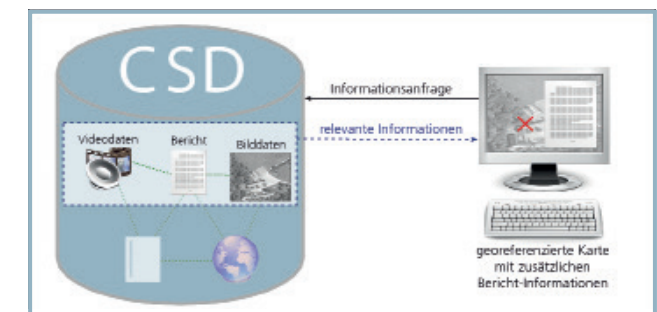 CSD
Informationsanfrage
relevante Informationen
Videodaten
Bericht
Bilddaten
georeferenzierte Karte
mit zusätzlichen
Bericht-Informationen